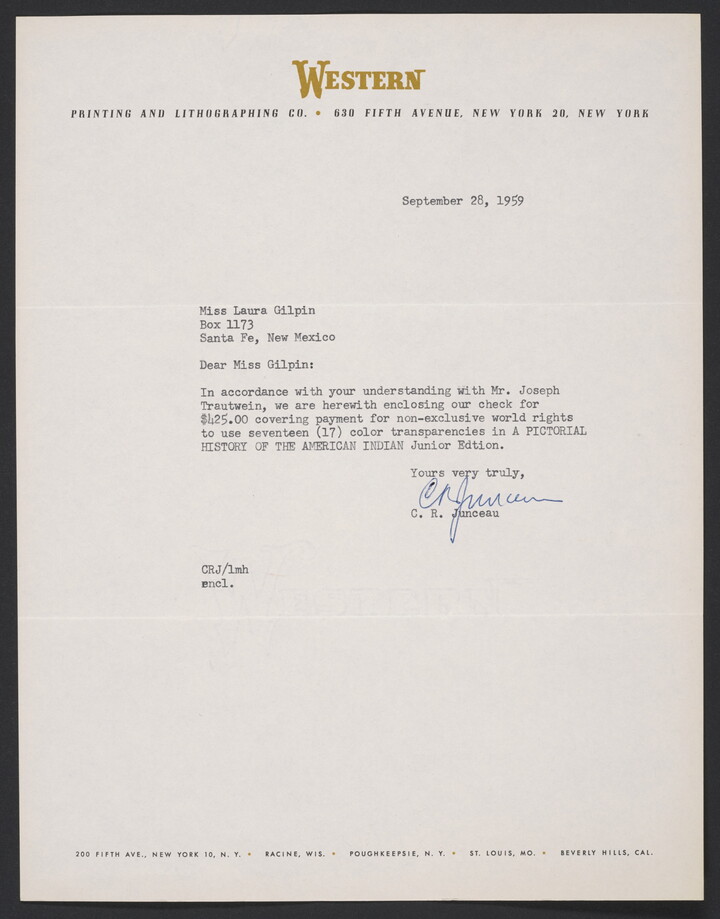 WESTERN
PRINTING AND LITHOGRAPHING CO. • 630 FIFTH AVENUE, NEW YORK 20, NEW YORK
September 28, 1959
Miss Laura Gilpin
Box 1173
Santa Fe, New Mexico
Dear Miss Gilpin:
In accordance with your understanding with Mr. Joseph
Trautwein, we are herewith enclosing our check for
$425.00 covering payment for non-exclusive world rights
to use seventeen (17) color transparencies in A PICTORIAL
HISTORY OF THE AMERICAN INDIAN Junior Edtion.
Yours very truly,
CRJunceau
C. R. Junceau
CRJ/lmh
encl.
200 FIFTH AVE., NEW YORK 10, N. Y. • RACINE, WIS. • POUGHKEEPSIE, N. Y. • ST. LOUIS, MO. • BEVERLY HILLS, CAL.